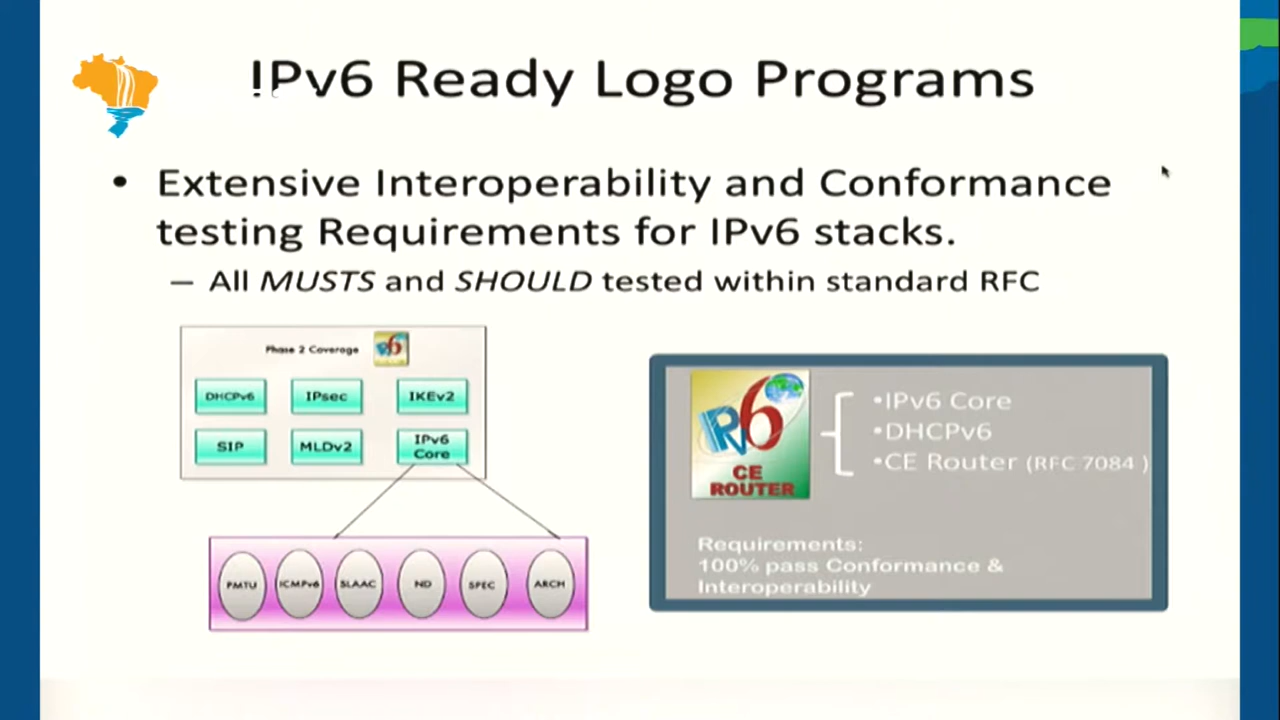 IPv6 Ready Logo Programs
• Extensive Interoperability and Conformance
testing Requirements for IPv6 stacks.
– All MUSTS and SHOULD tested within standard RFC
Phase 2 Coverage
DHCPv6
IPsec
IKEv2
SIP
MLDv2
IPv6
Core
PMTU
ICMPv6
SLAAC
ND
SPEC
ARCH
IPv6
CE
ROUTER
•IPv6 Core
•DHCPv6
•CE Router (RFC 7084 )
Requirements:
100% pass Conformance &
Interoperability